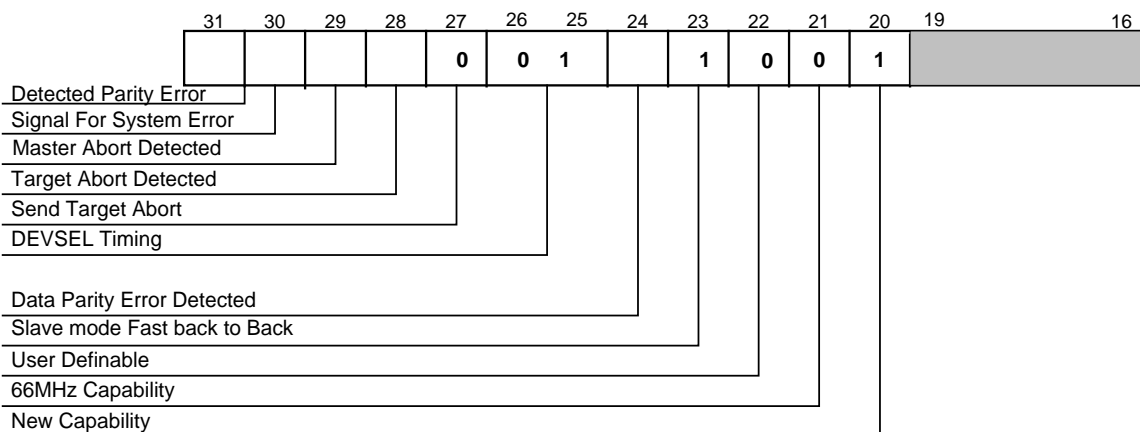 31 30 29 28 27 26 25 24 23 22 21 20 19 16
0 0 1 1 0 0 1
Detected Parity Error
Signal For System Error
Master Abort Detected
Target Abort Detected
Send Target Abort
DEVSEL Timing
Data Parity Error Detected
Slave mode Fast back to Back
User Definable
66MHz Capability
New Capability